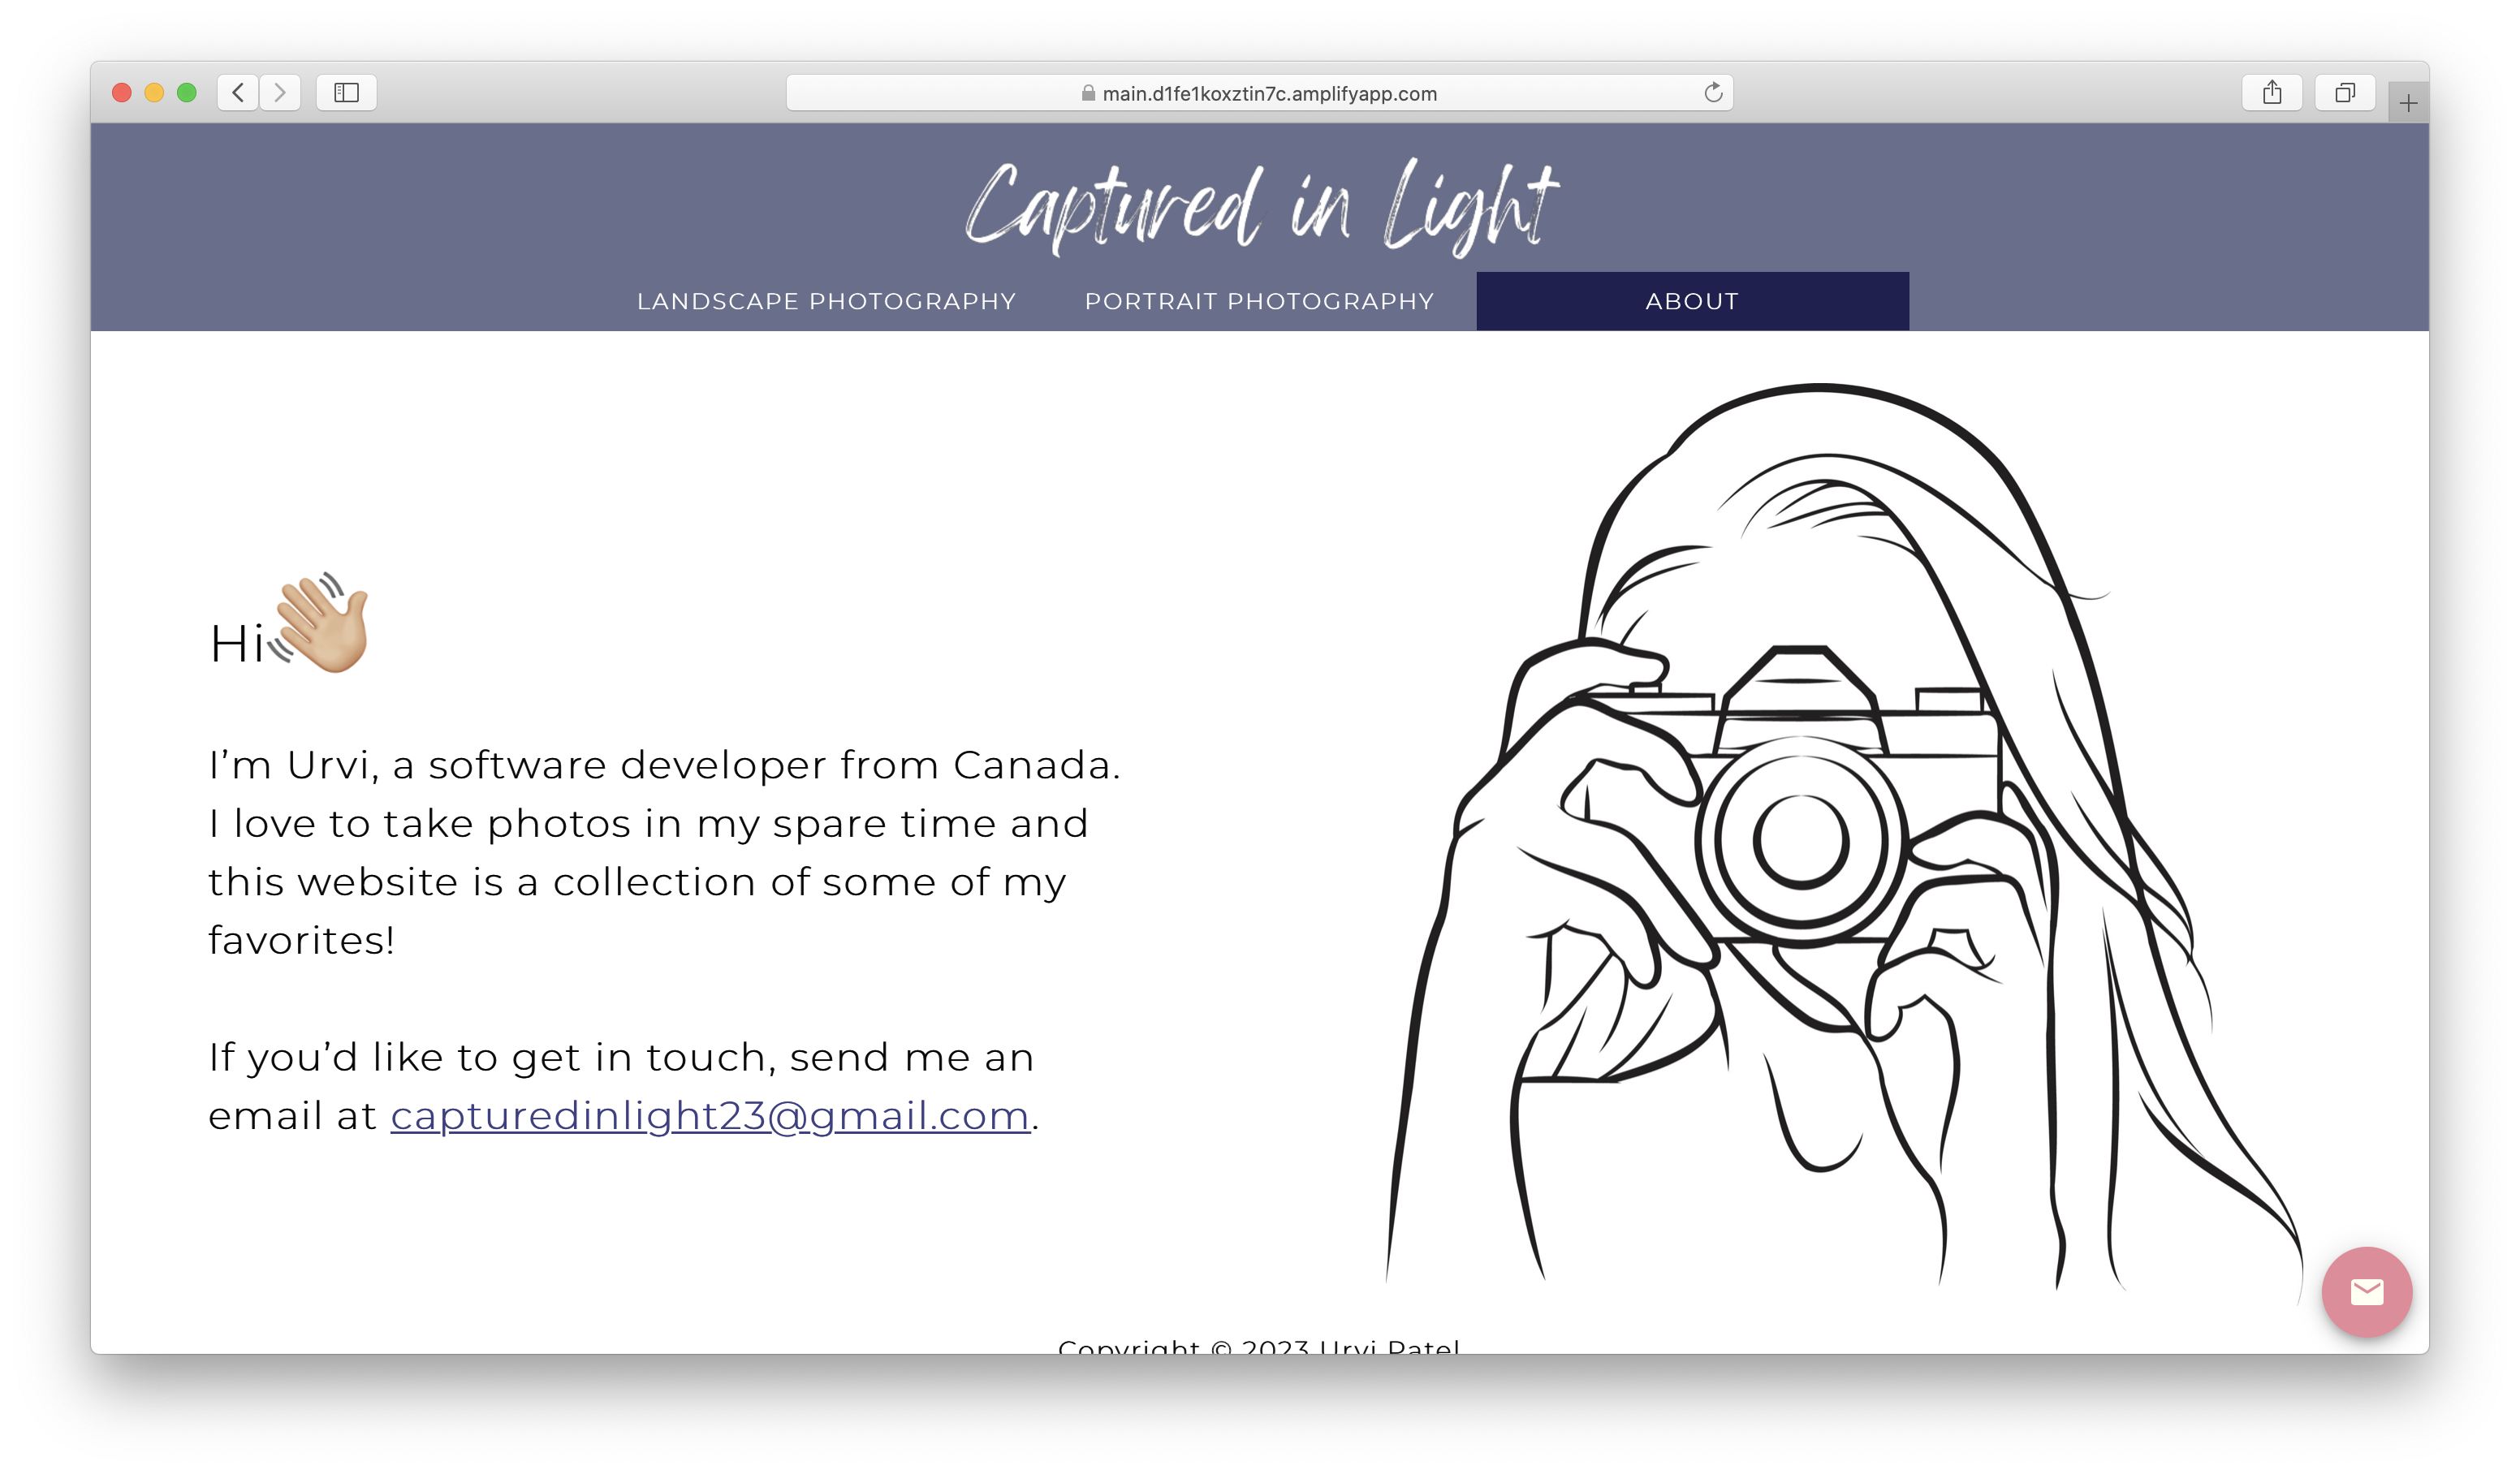 main.d1fe1koxztin7c.amplifyapp.com
Captured in Light
LANDSCAPE PHOTOGRAPHY PORTRAIT PHOTOGRAPHY ABOUT
Hi👋🏼
I’m Urvi, a software developer from Canada.
I love to take photos in my spare time and
this website is a collection of some of my
favorites!
If you’d like to get in touch, send me an
email at capturedinlight23@gmail.com.
Copyright © 2023 Urvi Patel